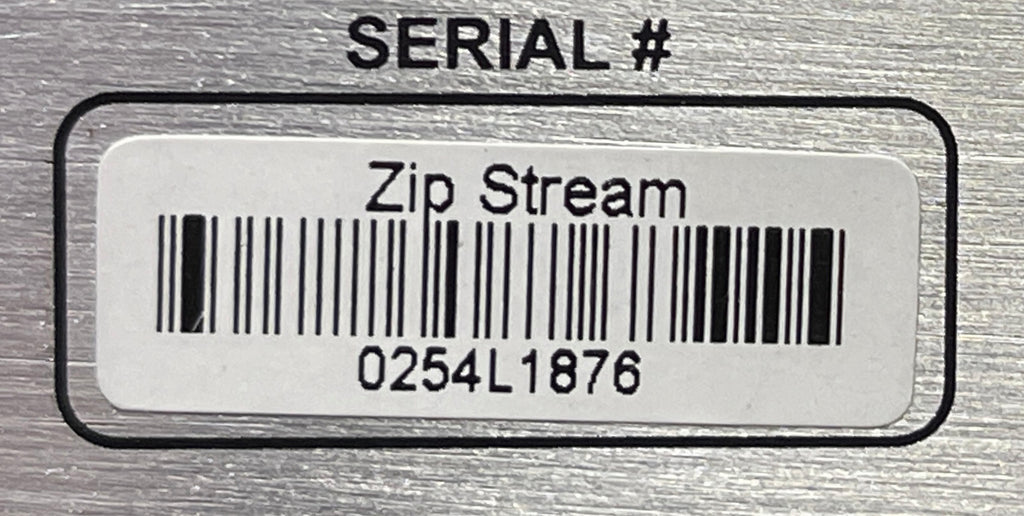 SERIAL #
Zip Stream
0254L1876